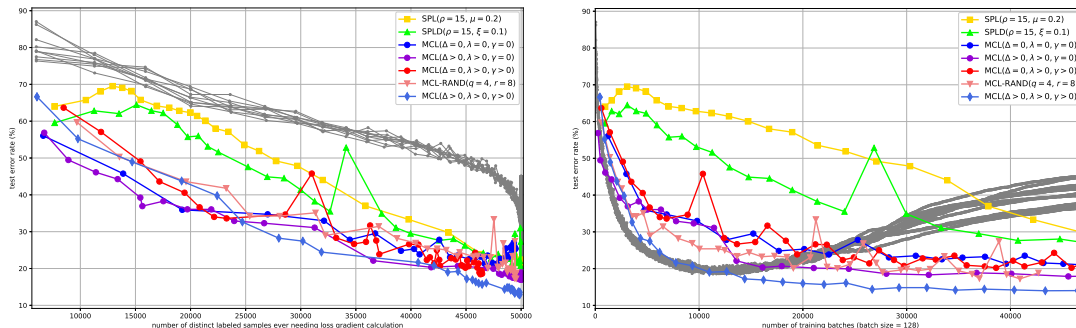 90
80
70
60
50
40
30
20
10
test error rate (%)
SPL(ρ = 15, μ = 0.2)
SPLD(ρ = 15, ξ = 0.1)
MCL(Δ = 0, λ = 0, γ = 0)
MCL(Δ > 0, λ > 0, γ = 0)
MCL(Δ = 0, λ > 0, γ > 0)
MCL-RAND(q = 4, r = 8)
MCL(Δ > 0, λ > 0, γ > 0)
10000 15000 20000 25000 30000 35000 40000 45000 50000
number of distinct labeled samples ever needing loss gradient calculation
80
70
60
50
40
30
20
10
test error rate (%)
SPL(ρ = 15, μ = 0.2)
SPLD(ρ = 15, ξ = 0.1)
MCL(Δ = 0, λ = 0, γ = 0)
MCL(Δ > 0, λ > 0, γ = 0)
MCL(Δ = 0, λ > 0, γ > 0)
MCL-RAND(q = 4, r = 8
MCL(Δ > 0, λ > 0, γ > 0)
0 10000 20000 30000 40000
number of training batches (batch size = 128)